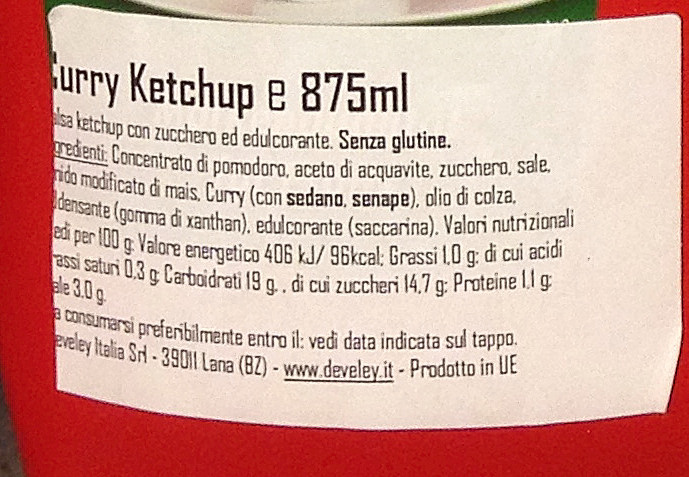 Curry Ketchup e 875ml
alsa ketchup con zucchero ed edulcorante. Senza glutine.
gredienti: Concentrato di pomodoro, aceto di acquavite, zucchero, sale,
mido modificato di mais, Curry (con sedano, senape), olio di colza,
ddensante (gomma di xanthan), edulcorante (saccarina). Valori nutrizionali
edi per 100 g: Valore energetico 406 kJ/ 96kcal; Grassi 1,0 g: di cui acidi
rassi saturi 0,3 g: Carboidrati 19 g. , di cui zuccheri 14,7 g: Proteine 1,1 g:
ale 3,0 g.
a consumarsi preferibilmente entro il: vedi data indicata sul tappo.
eveley Italia Srl - 39011 Lana (BZ) - www.develey.it - Prodotto in UE